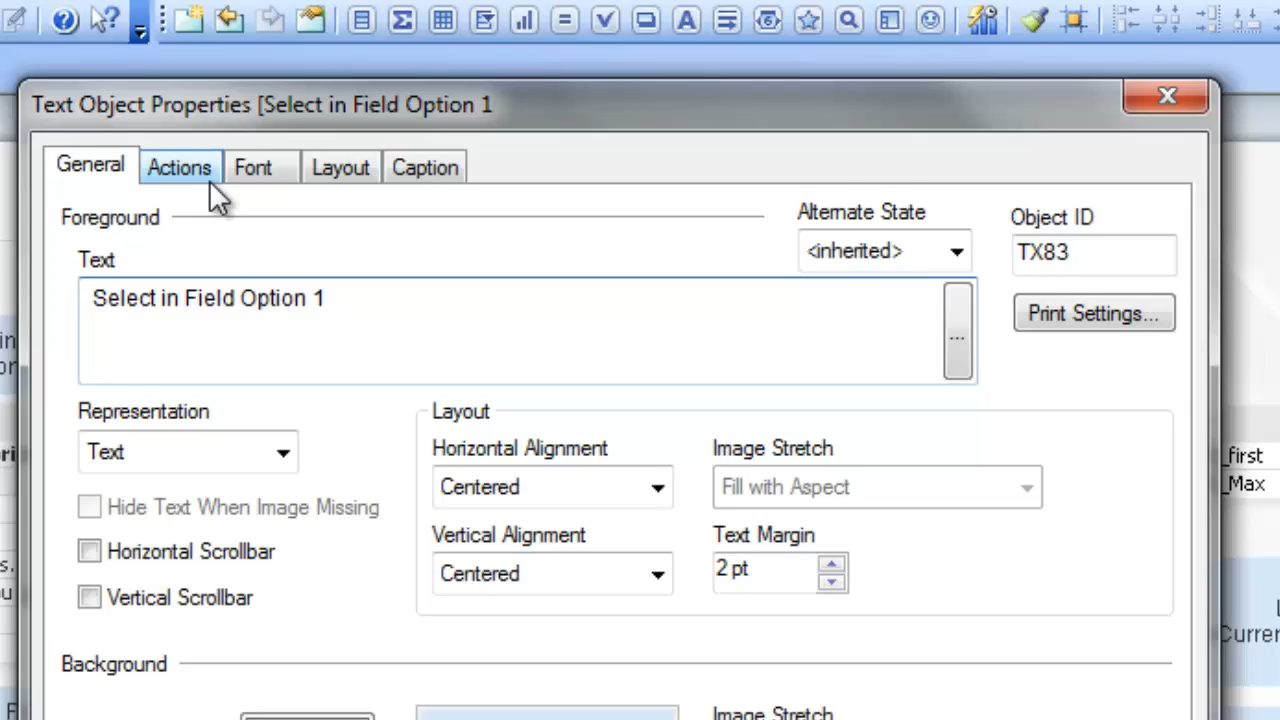 Text Object Properties [Select in Field Option 1
General Actions Font Layout Caption
Foreground
Alternate State
Object ID
<inherited>
TX83
Text
Select in Field Option 1
...
Print Settings...
Representation
Text
Hide Text When Image Missing
Horizontal Scrollbar
Vertical Scrollbar
Layout
Horizontal Alignment
Image Stretch
Centered
Fill with Aspect
Vertical Alignment
Text Margin
Centered
2 pt
_first
_Max
Background
Image Stretch